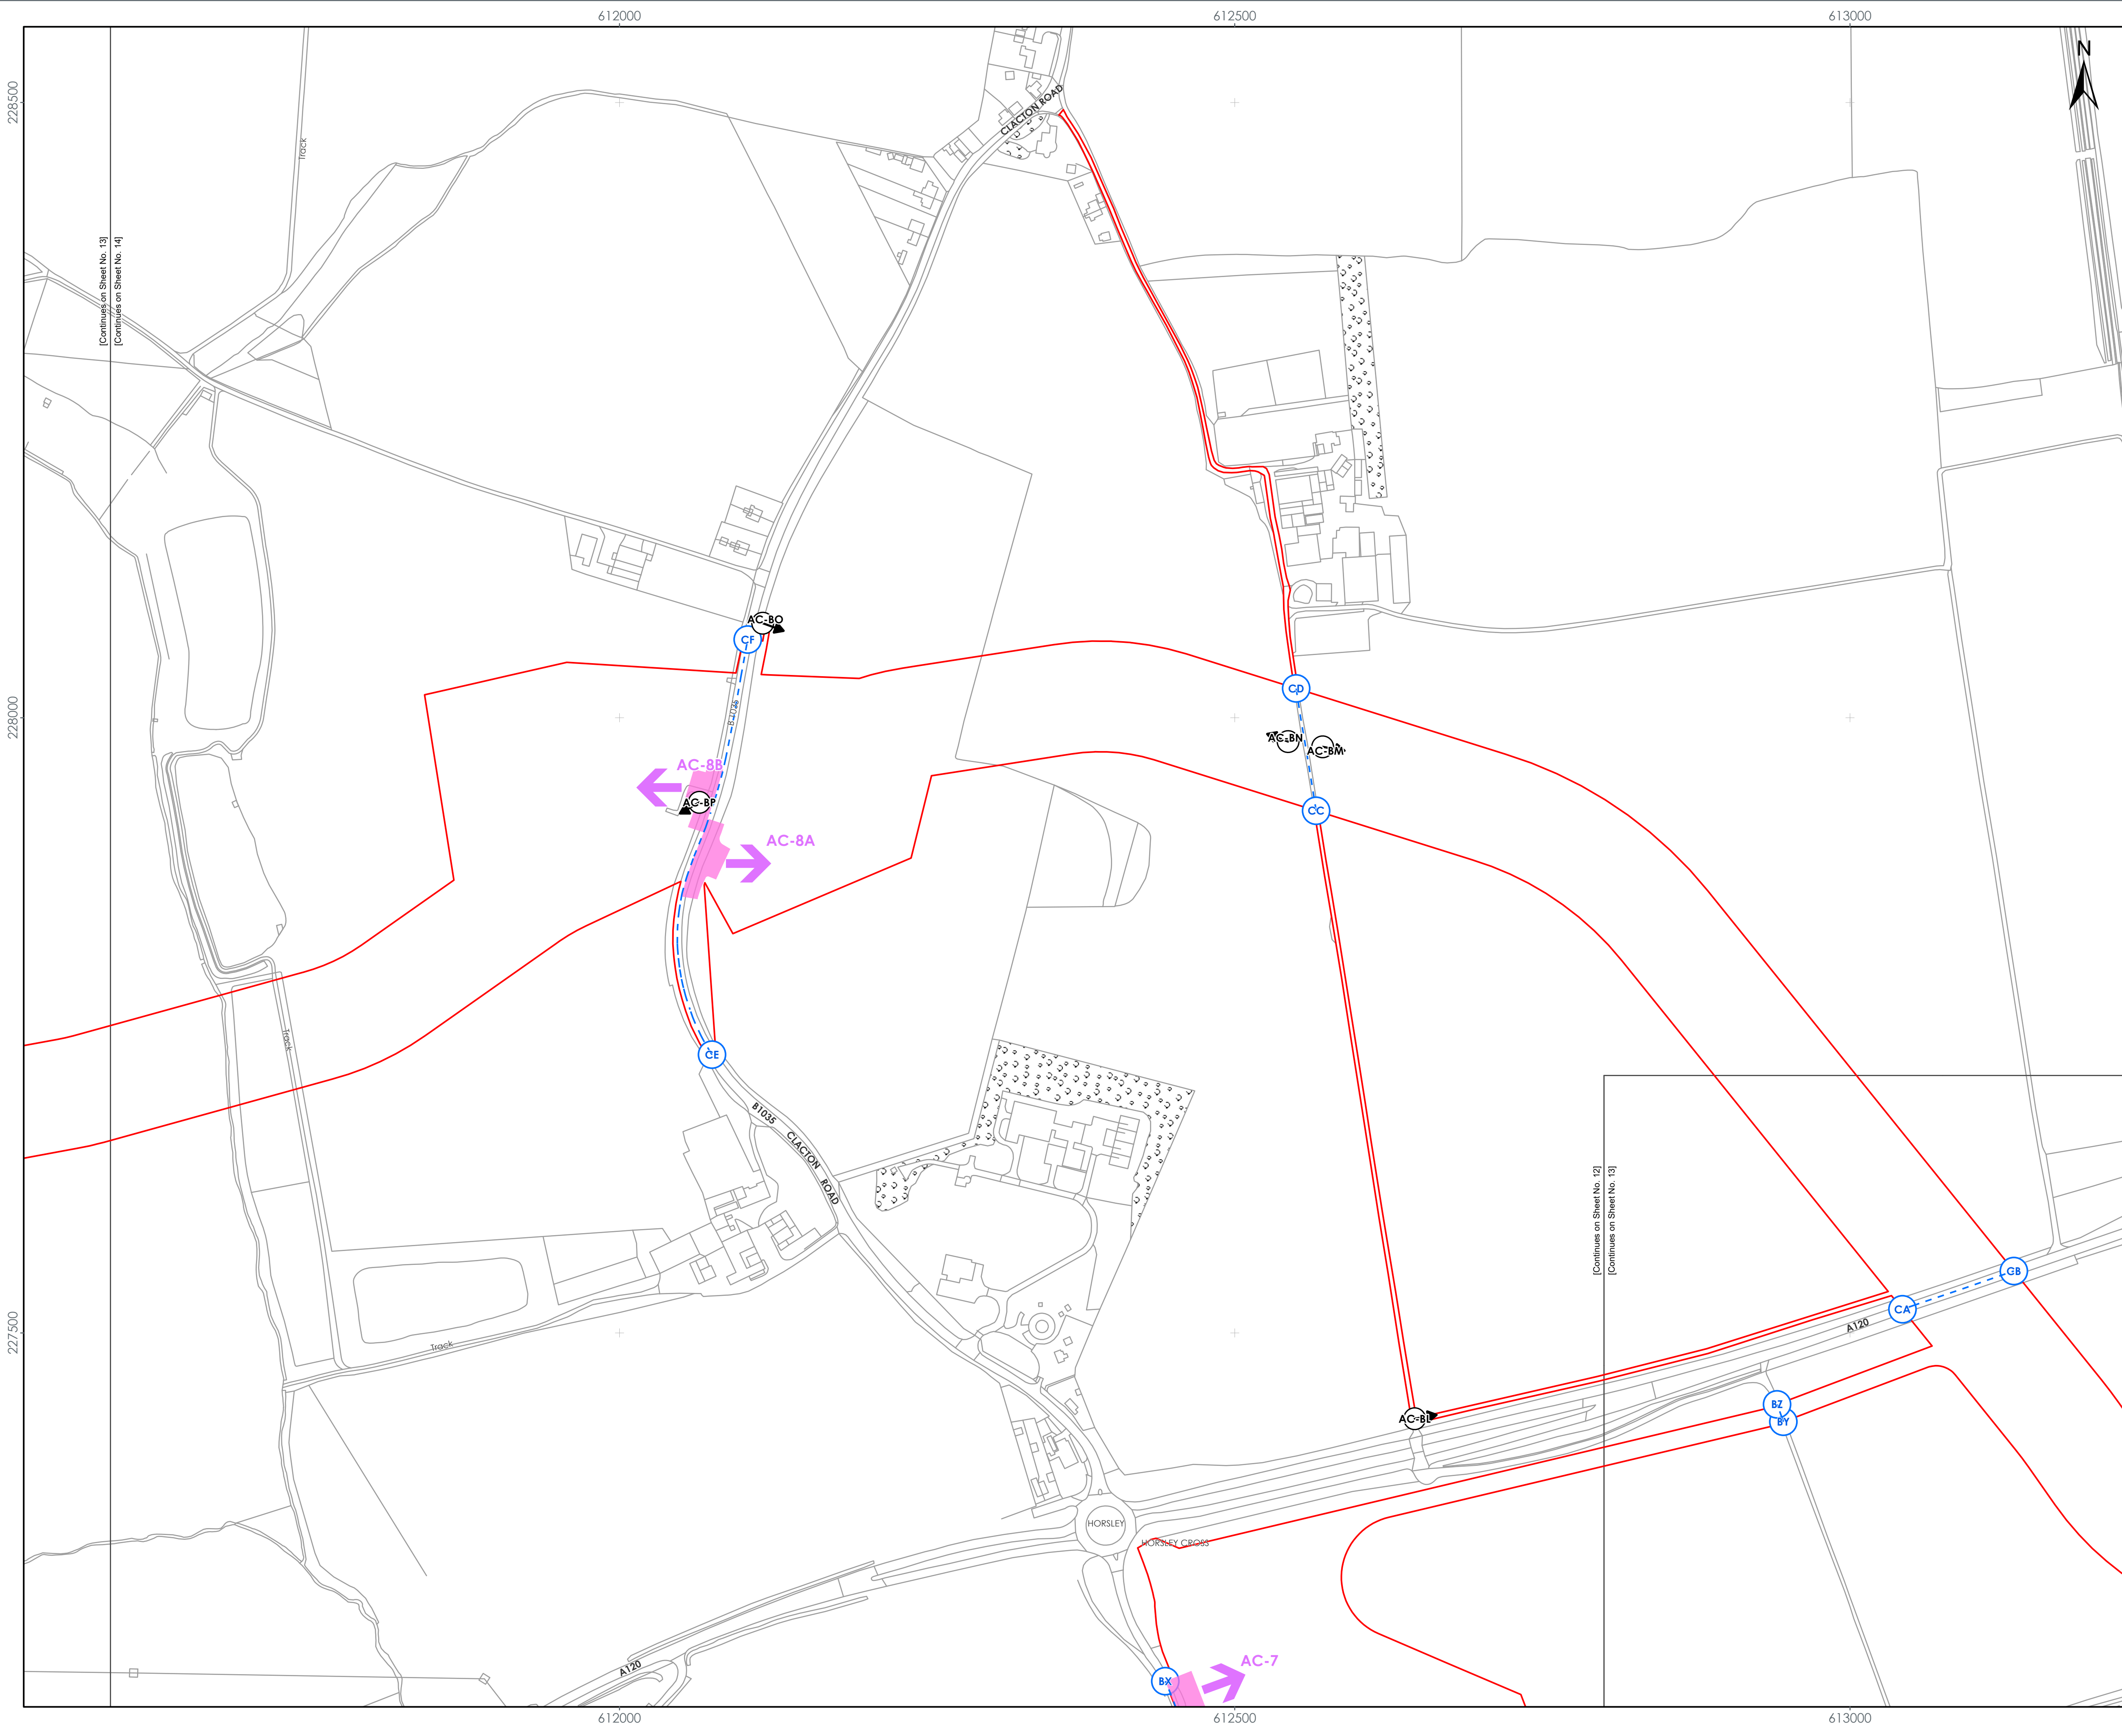 612000
612500
613000
228500
228000
227500
N
CLACTON ROAD
Track
[Continues on Sheet No. 13]
[Continues on Sheet No. 14]
AC-BO
CF
CD
B1035
AC-BN
AC-BM
AC-8B
AC-BP
CC
AC-8A
Track
CE
B1035
CLACTON
ROAD
[Continues on Sheet No. 12]
[Continues on Sheet No. 13]
CA
A120
Track
BZ
BY
AC-BL
HORSLEY
HORSLEY CROSS
A120
BX
AC-7
612000
612500
613000